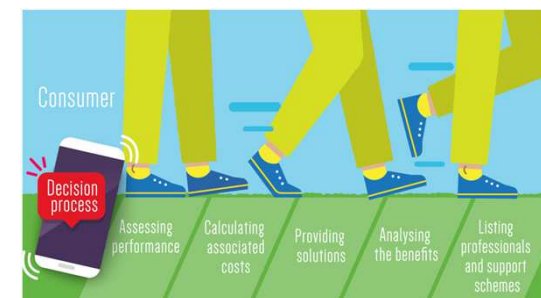 Consumer
Decision
process
Assessing
performance
Calculating
associated
costs
Providing
solutions
Analysing
the benefits
Listing
professionals
and support
schemes